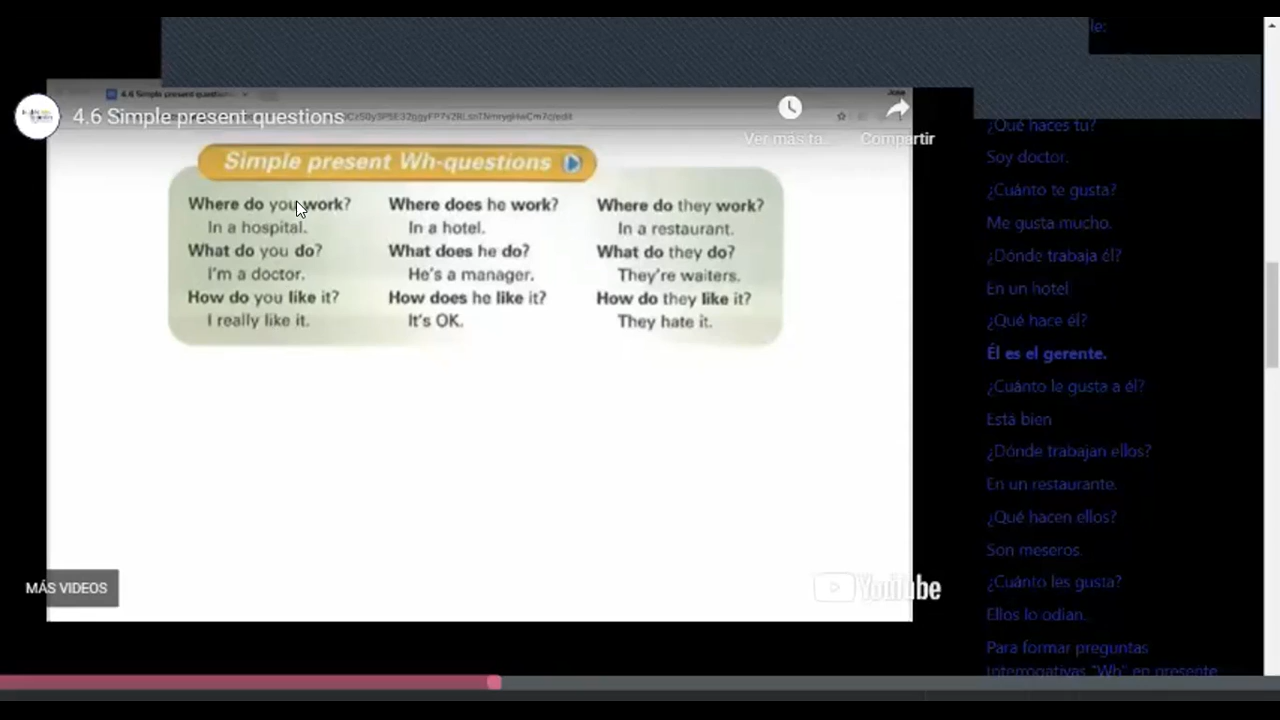 le:
4.6 Simple present questions
Ver más ta...
Compartir
Simple present Wh-questions
Where do you work?
In a hospital.
What do you do?
I'm a doctor.
How do you like it?
I really like it.
Where does he work?
In a hotel.
What does he do?
He's a manager.
How does he like it?
It's OK.
Where do they work?
In a restaurant.
What do they do?
They're waiters.
How do they like it?
They hate it.
MÁS VIDEOS
YouTube
¿Qué haces tu?
Soy doctor.
¿Cuánto te gusta?
Me gusta mucho.
¿Dónde trabaja él?
En un hotel
¿Qué hace él?
Él es el gerente.
¿Cuánto le gusta a él?
Está bien
¿Dónde trabajan ellos?
En un restaurante.
¿Qué hacen ellos?
Son meseros.
¿Cuánto les gusta?
Ellos lo odian.
Para formar preguntas
interrogativas "Wh" en presente